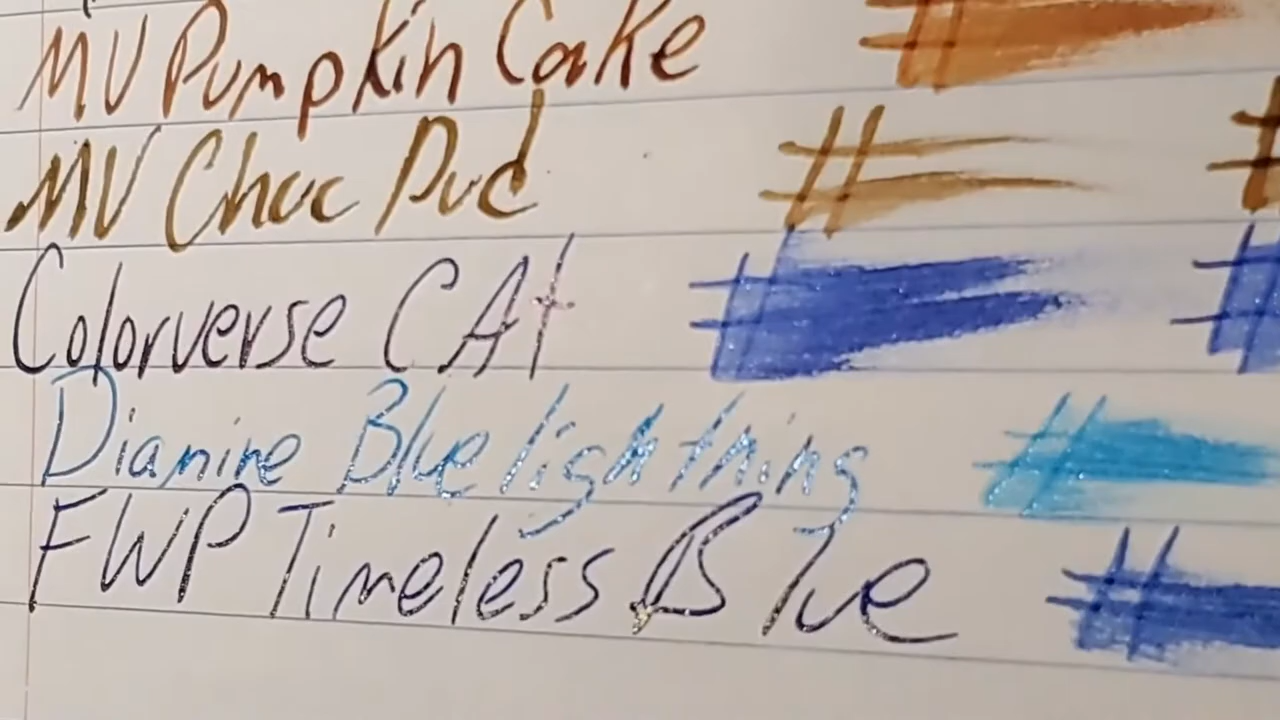 MV Pumpkin Cake
MV Choc Pud
Colorverse CAt
Diamine Blue lightning
FWP Timeless Blue